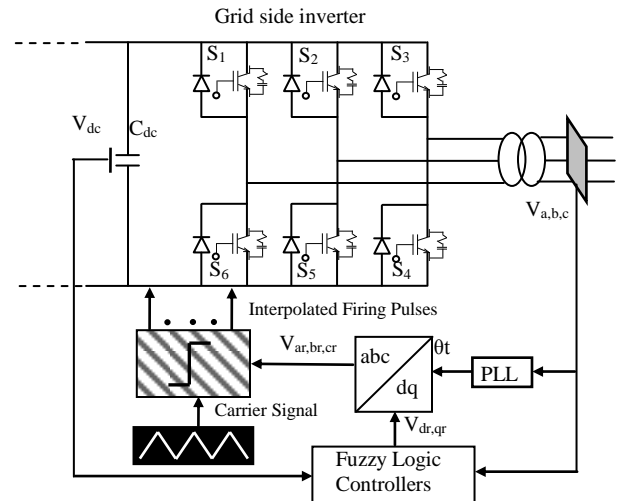 Grid side inverter
S1
S2
S3
Vdc
Cdc
Va,b,c
S6
S5
S4
Interpolated Firing Pulses
Var,br,cr
abc
dq
θt
PLL
Carrier Signal
Vdr,qr
Fuzzy Logic
Controllers